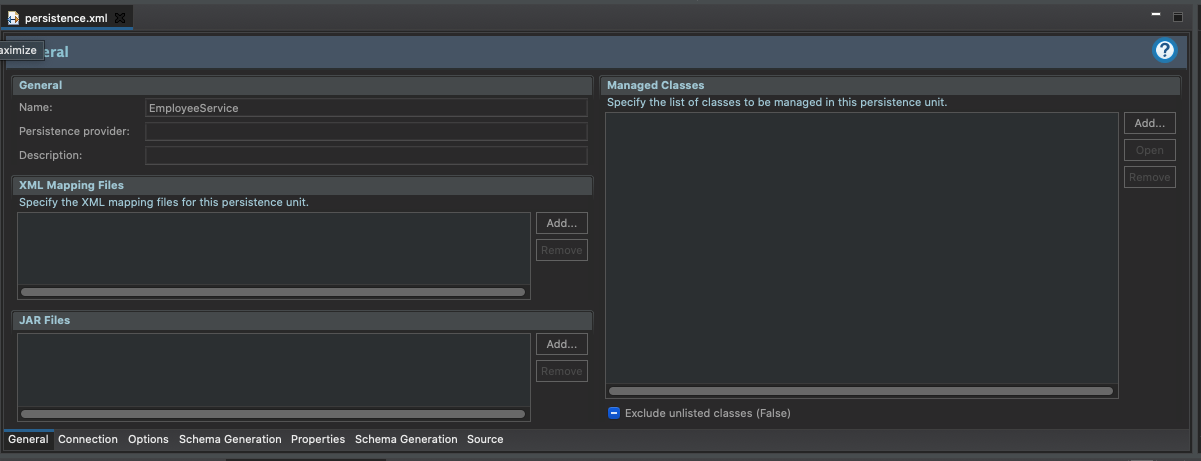 persistence.xml
aximize
eral
General
Name:
EmployeeService
Persistence provider:
Description:
XML Mapping Files
Specify the XML mapping files for this persistence unit.
Add...
Remove
JAR Files
Add...
Remove
Managed Classes
Specify the list of classes to be managed in this persistence unit.
Add...
Open
Remove
Exclude unlisted classes (False)
General Connection Options Schema Generation Properties Schema Generation Source